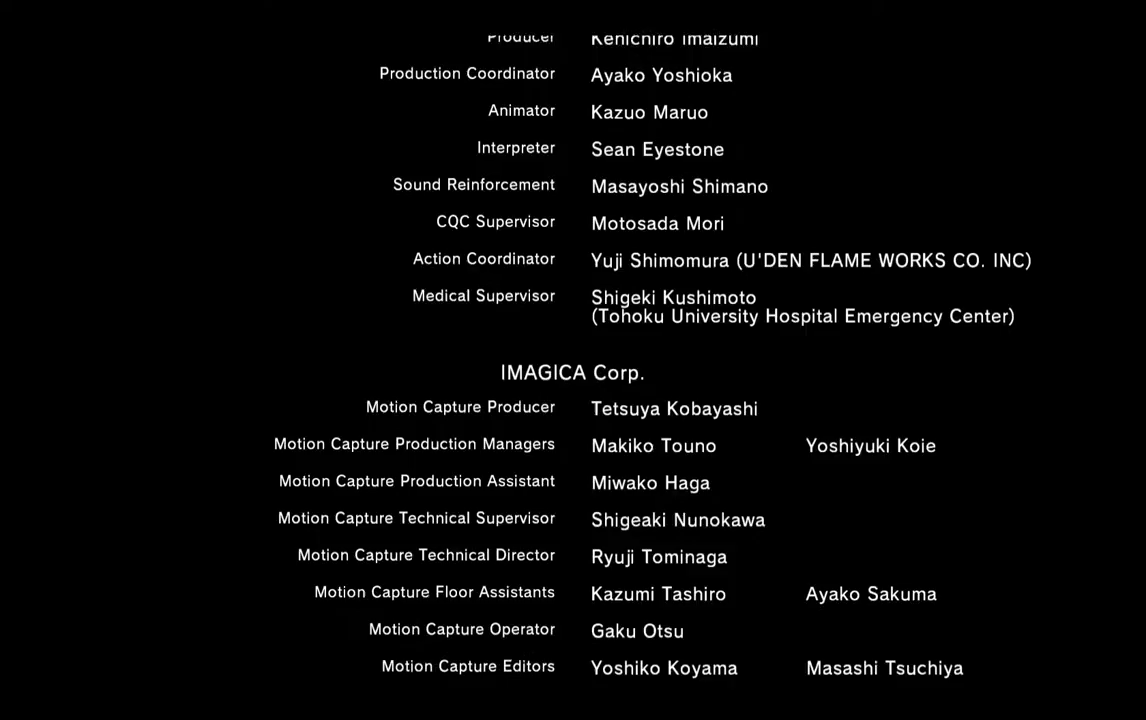 Producer Kenichiro Imaizumi
Production Coordinator Ayako Yoshioka
Animator Kazuo Maruo
Interpreter Sean Eyestone
Sound Reinforcement Masayoshi Shimano
CQC Supervisor Motosada Mori
Action Coordinator Yuji Shimomura (U'DEN FLAME WORKS CO. INC)
Medical Supervisor Shigeki Kushimoto
(Tohoku University Hospital Emergency Center)
IMAGICA Corp.
Motion Capture Producer Tetsuya Kobayashi
Motion Capture Production Managers Makiko Touno Yoshiyuki Koie
Motion Capture Production Assistant Miwako Haga
Motion Capture Technical Supervisor Shigeaki Nunokawa
Motion Capture Technical Director Ryuji Tominaga
Motion Capture Floor Assistants Kazumi Tashiro Ayako Sakuma
Motion Capture Operator Gaku Otsu
Motion Capture Editors Yoshiko Koyama Masashi Tsuchiya